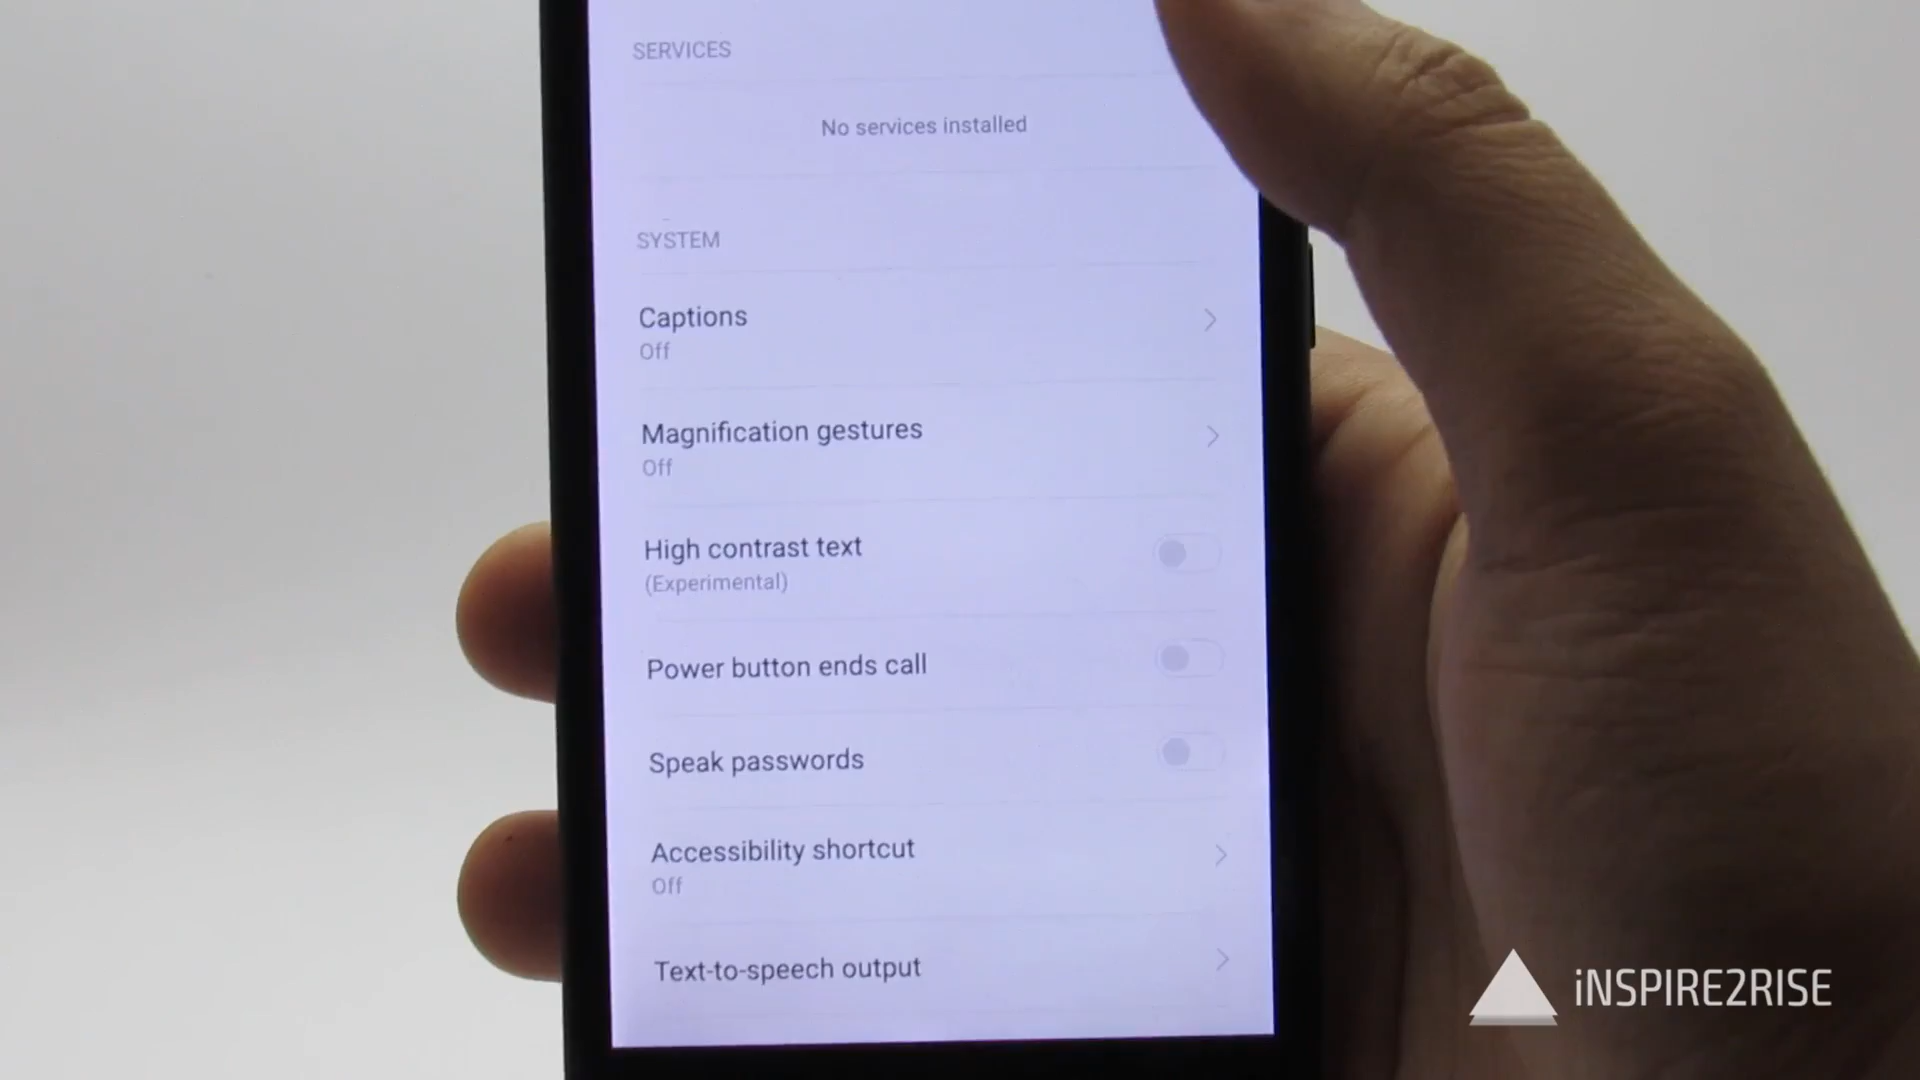 SERVICES
No services installed
SYSTEM
Captions
Off
Magnification gestures
Off
High contrast text
(Experimental)
Power button ends call
Speak passwords
Accessibility shortcut
Off
Text-to-speech output
iNSPIRE2RISE